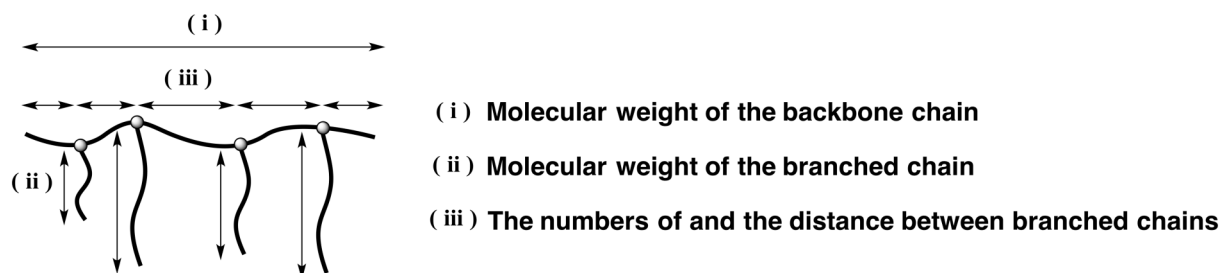 ( i )
( iii )
( ii )
( i ) Molecular weight of the backbone chain
( ii ) Molecular weight of the branched chain
( iii ) The numbers of and the distance between branched chains